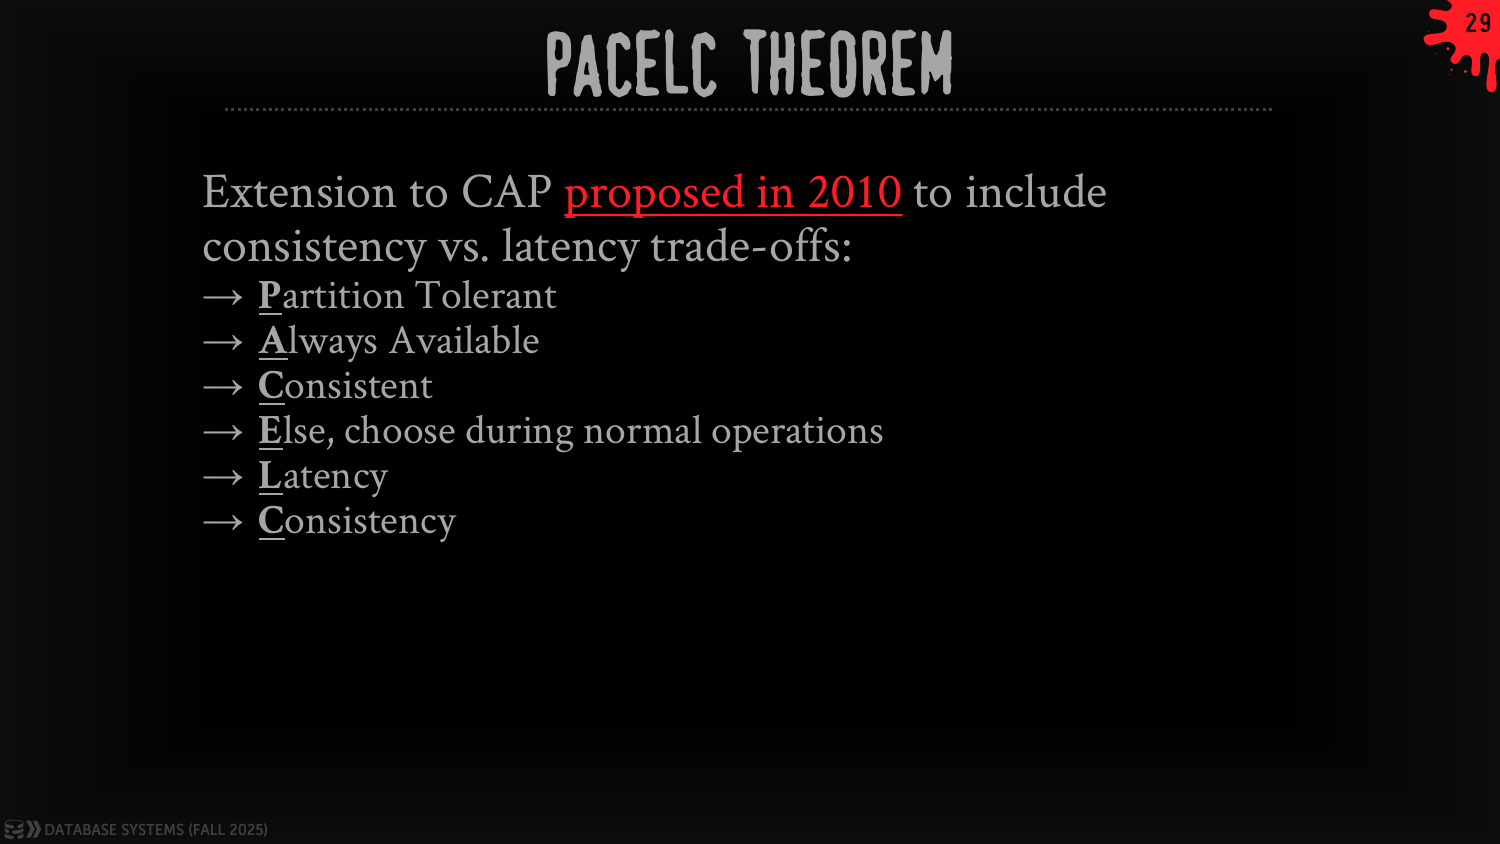 29
PACELC THEOREM
Extension to CAP proposed in 2010 to include
consistency vs. latency trade-offs:
→ Partition Tolerant
→ Always Available
→ Consistent
→ Else, choose during normal operations
→ Latency
→ Consistency
DATABASE SYSTEMS (FALL 2025)